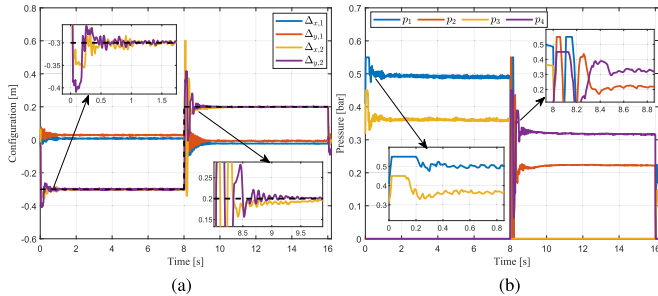 (a)
0.6
0.4
0.2
0
-0.2
-0.4
-0.6
Configuration [m]
0 2 4 6 8 10 12 14 16
Time [s]
Δx,1
Δy,1
Δx,2
Δy,2
-0.3
-0.4
0 0.5 1 1.5
0.25
0.2
0.15
8.5 9 9.5
(a)
(b)
0.8
0.6
0.4
0.2
0
Pressure [bar]
0 2 4 6 8 10 12 14 16
Time [s]
p1 p2 p3 p4
0.5
0.4
0.3
0.2
8 8.2 8.4 8.6 8.8
0.5
0.4
0.3
0 0.2 0.4 0.6 0.8
(b)